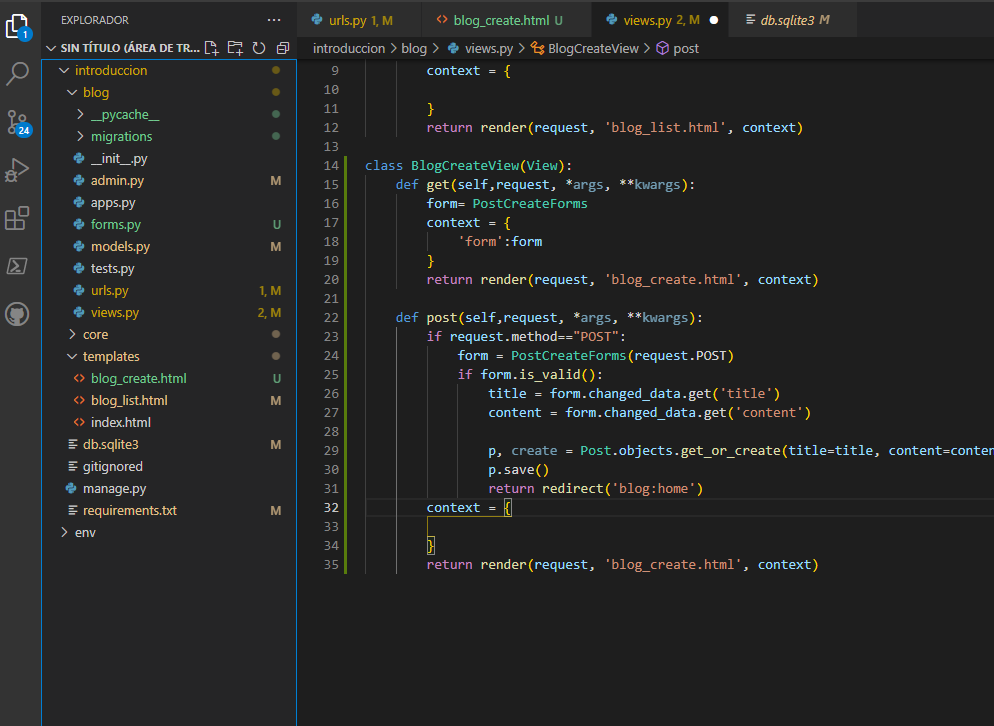 EXPLORADOR ···
urls.py 1, M
blog_create.html U
views.py 2, M
db.sqlite3 M
1
SIN TÍTULO (ÁREA DE TR...
introduccion > blog > views.py > BlogCreateView > post
introduccion
blog
__pycache__
migrations
__init__.py
admin.py M
apps.py
forms.py U
models.py M
tests.py
urls.py 1, M
views.py 2, M
core
templates
blog_create.html U
blog_list.html M
index.html
db.sqlite3 M
gitignored
manage.py
requirements.txt M
env
24
9 context = {
10
11 }
12 return render(request, 'blog_list.html', context)
13
14 class BlogCreateView(View):
15 def get(self,request, *args, **kwargs):
16 form= PostCreateForms
17 context = {
18 'form':form
19 }
20 return render(request, 'blog_create.html', context)
21
22 def post(self,request, *args, **kwargs):
23 if request.method=="POST":
24 form = PostCreateForms(request.POST)
25 if form.is_valid():
26 title = form.changed_data.get('title')
27 content = form.changed_data.get('content')
28
29 p, create = Post.objects.get_or_create(title=title, content=conten
30 p.save()
31 return redirect('blog:home')
32 context = {
33
34 }
35 return render(request, 'blog_create.html', context)